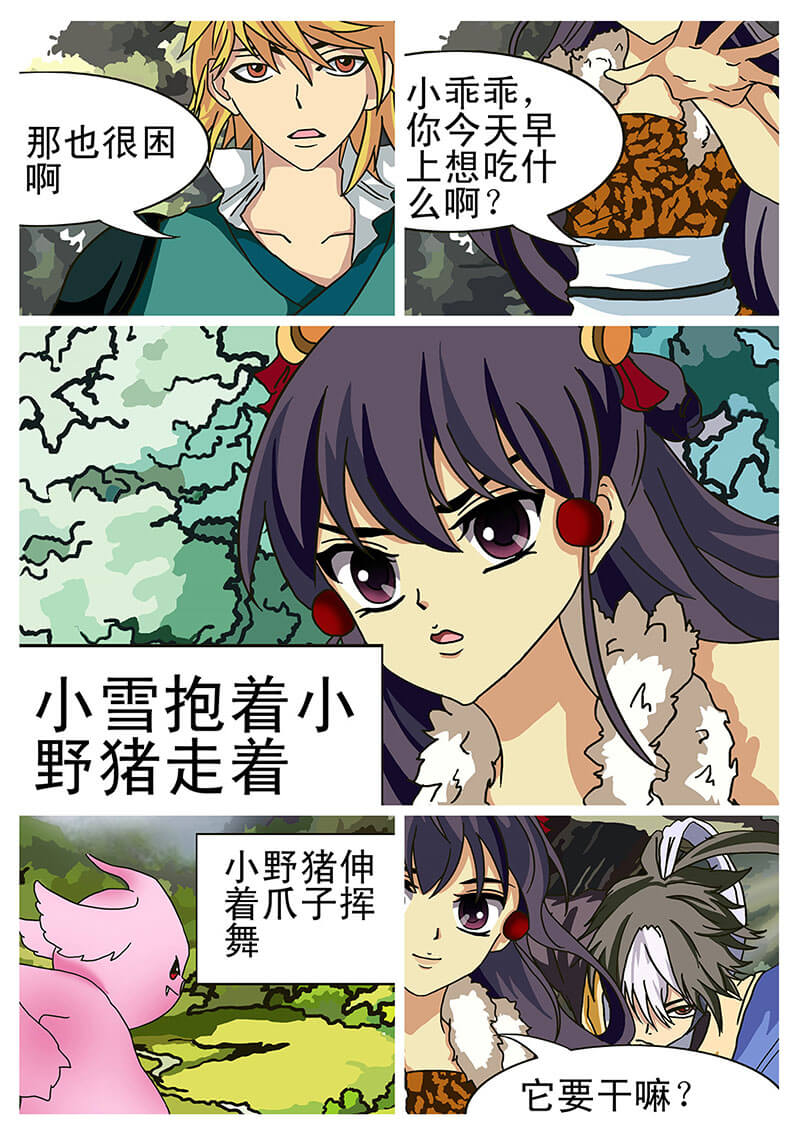 那也很困
啊
小乖乖，
你今天早
上想吃什
么啊？
小雪抱着小
野猪走着
小野猪伸
着爪子挥
舞
它要干嘛？